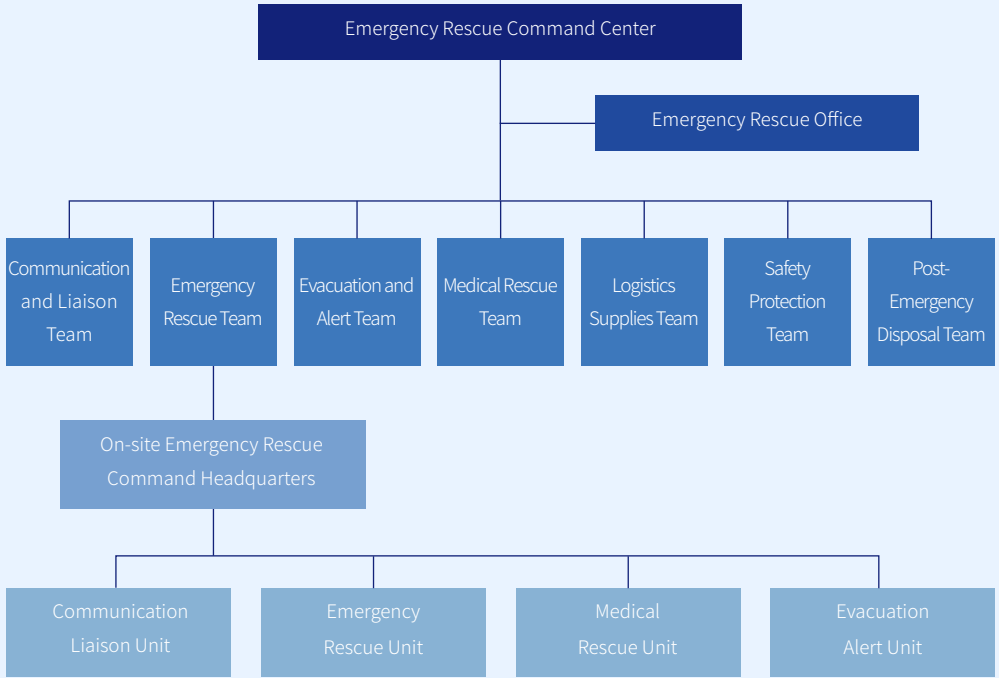 Emergency Rescue Command Center
Emergency Rescue Office
Communication
and Liaison
Team
Emergency
Rescue Team
Evacuation and
Alert Team
Medical Rescue
Team
Logistics
Supplies Team
Safety
Protection
Team
Post-
Emergency
Disposal Team
On-site Emergency Rescue
Command Headquarters
Communication
Liaison Unit
Emergency
Rescue Unit
Medical
Rescue Unit
Evacuation
Alert Unit